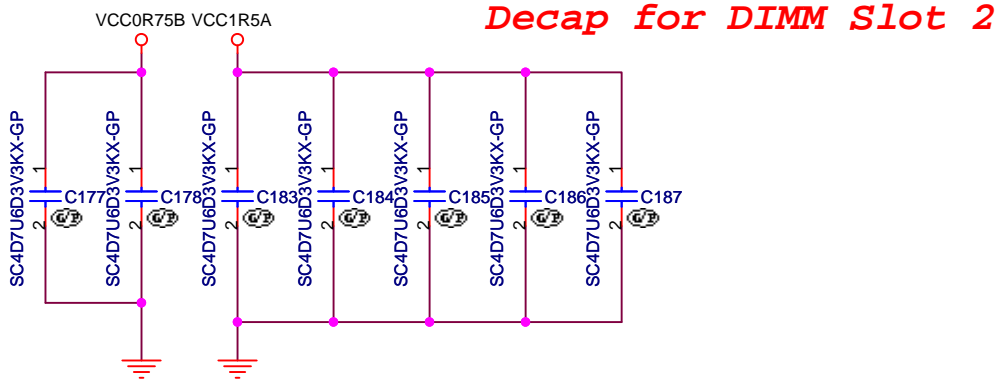 Decap for DIMM Slot 2
VCC0R75B VCC1R5A
SC4D7U6D3V3KX-GP
1
C177
G/P
2
SC4D7U6D3V3KX-GP
1
C178
G/P
2
SC4D7U6D3V3KX-GP
1
C183
G/P
2
SC4D7U6D3V3KX-GP
1
C184
G/P
2
SC4D7U6D3V3KX-GP
1
C185
G/P
2
SC4D7U6D3V3KX-GP
1
C186
G/P
2
SC4D7U6D3V3KX-GP
1
C187
G/P
2